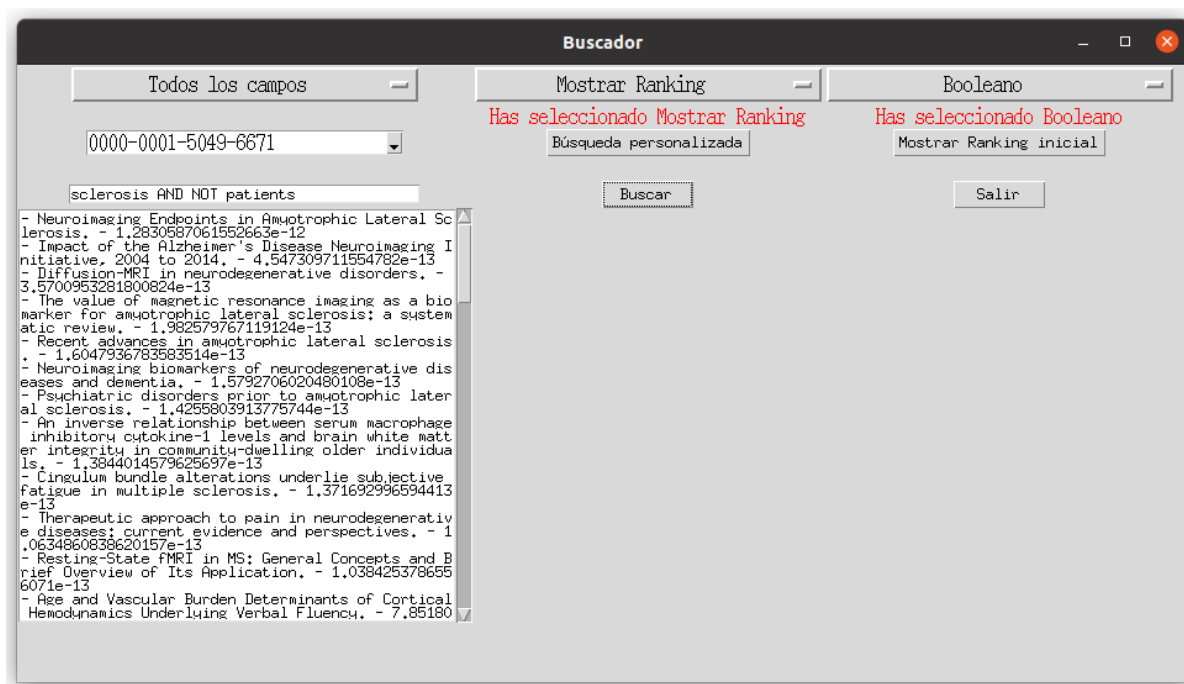 Buscador
Todos los campos
Mostrar Ranking
Booleano
Has seleccionado Mostrar Ranking
Has seleccionado Booleano
0000-0001-5049-6671
Búsqueda personalizada
Mostrar Ranking inicial
sclerosis AND NOT patients
Buscar
Salir
- Neuroimaging Endpoints in Amyotrophic Lateral Sc
lerosis. - 1.2830587061552663e-12
- Impact of the Alzheimer's Disease Neuroimaging I
nitiative, 2004 to 2014. - 4.547309711554782e-13
- Diffusion-MRI in neurodegenerative disorders. -
3.5700953281800824e-13
- The value of magnetic resonance imaging as a bio
marker for amyotrophic lateral sclerosis: a system
atic review. - 1.982579767119124e-13
- Recent advances in amyotrophic lateral sclerosis
. - 1.6047936783583514e-13
- Neuroimaging biomarkers of neurodegenerative dis
eases and dementia. - 1.5792706020480108e-13
- Psychiatric disorders prior to amyotrophic later
al sclerosis. - 1.4255803913775744e-13
- An inverse relationship between serum macrophage
inhibitory cytokine-1 levels and brain white matt
er integrity in community-dwelling older individua
ls. - 1.3844014579625697e-13
- Cingulum bundle alterations underlie subjective
fatigue in multiple sclerosis. - 1.371692996594413
e-13
- Therapeutic approach to pain in neurodegenerativ
e diseases: current evidence and perspectives. - 1
.0634860838620157e-13
- Resting-State fMRI in MS: General Concepts and B
rief Overview of Its Application. - 1.038425378655
6071e-13
- Age and Vascular Burden Determinants of Cortical
Hemodynamics Underlying Verbal Fluency. - 7.85180